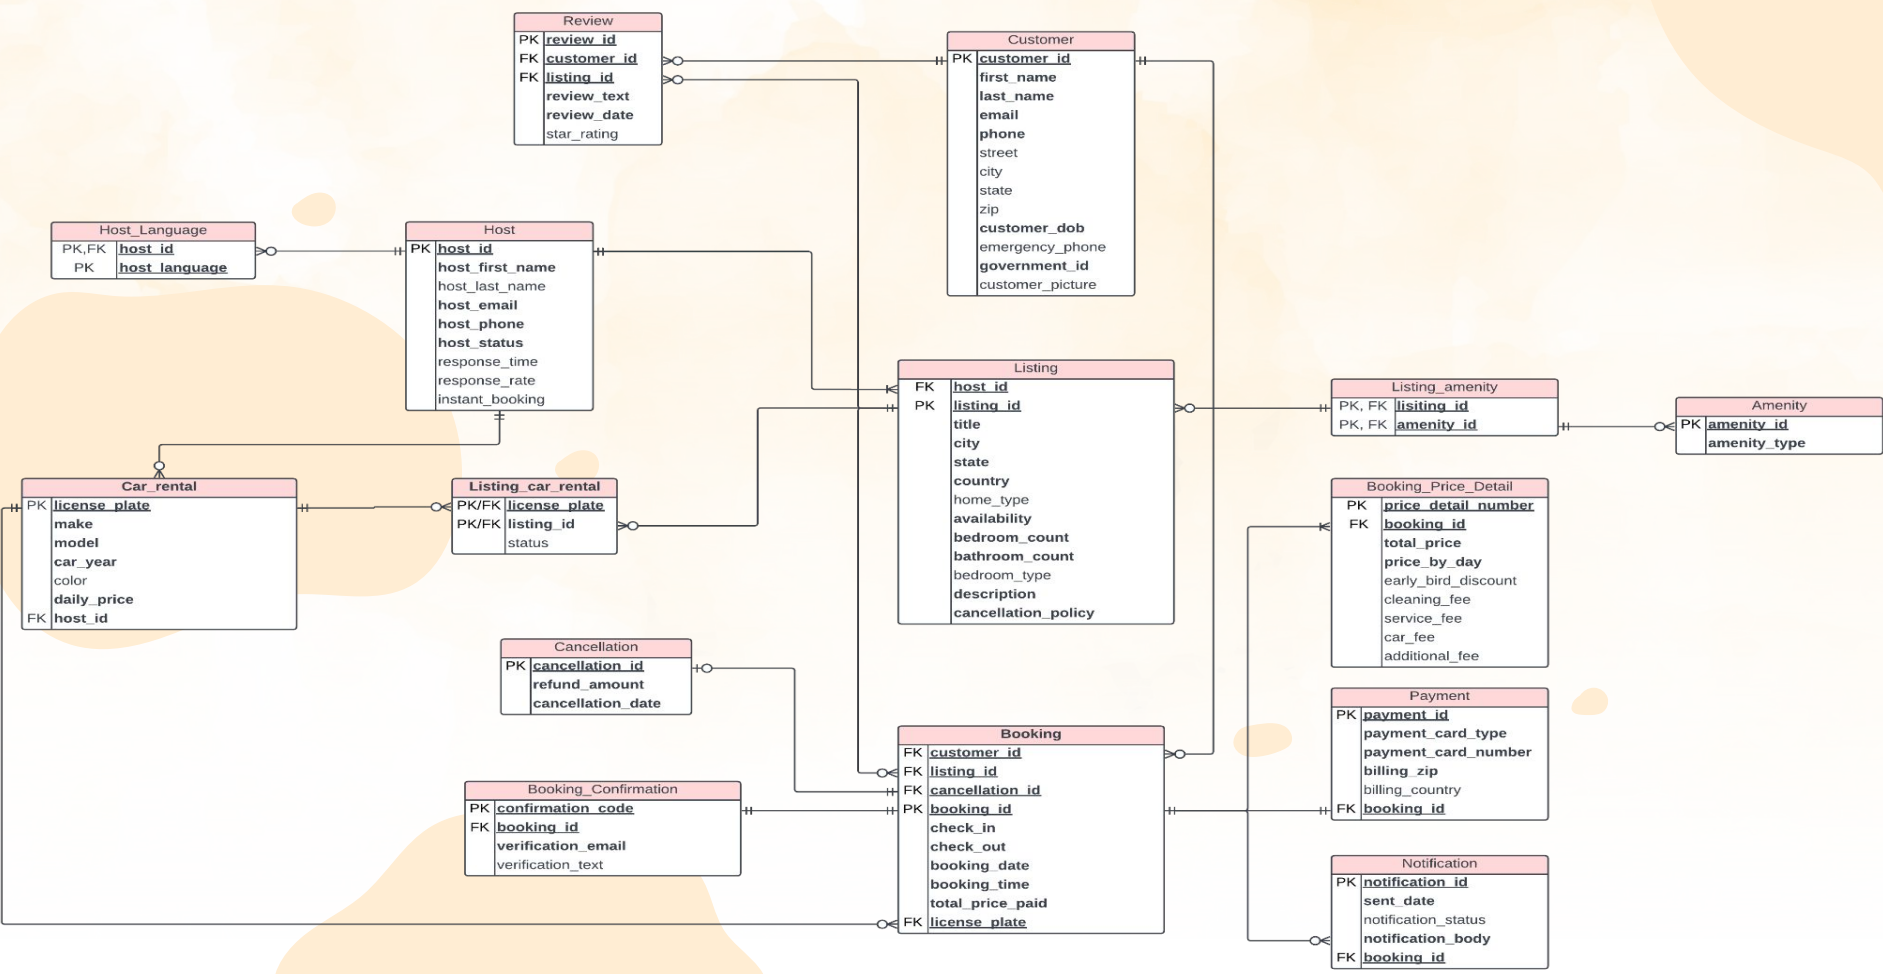 Review
PK review_id
FK customer_id
FK listing_id
review_text
review_date
star_rating
Customer
PK customer_id
first_name
last_name
email
phone
street
city
state
zip
customer_dob
emergency_phone
government_id
customer_picture
Host_Language
PK,FK host_id
PK host_language
Host
PK host_id
host_first_name
host_last_name
host_email
host_phone
host_status
response_time
response_rate
instant_booking
Listing
FK host_id
PK listing_id
title
city
state
country
home_type
availability
bedroom_count
bathroom_count
bedroom_type
description
cancellation_policy
Listing_amenity
PK, FK lisiting_id
PK, FK amenity_id
Amenity
PK amenity_id
amenity_type
Car_rental
PK license_plate
make
model
car_year
color
daily_price
FK host_id
Listing_car_rental
PK/FK license_plate
PK/FK listing_id
status
Booking_Price_Detail
PK price_detail_number
FK booking_id
total_price
price_by_day
early_bird_discount
cleaning_fee
service_fee
car_fee
additional_fee
Cancellation
PK cancellation_id
refund_amount
cancellation_date
Payment
PK payment_id
payment_card_type
payment_card_number
billing_zip
billing_country
FK booking_id
Booking
FK customer_id
FK listing_id
FK cancellation_id
PK booking_id
check_in
check_out
booking_date
booking_time
total_price_paid
FK license_plate
Booking_Confirmation
PK confirmation_code
FK booking_id
verification_email
verification_text
Notification
PK notification_id
sent_date
notification_status
notification_body
FK booking_id